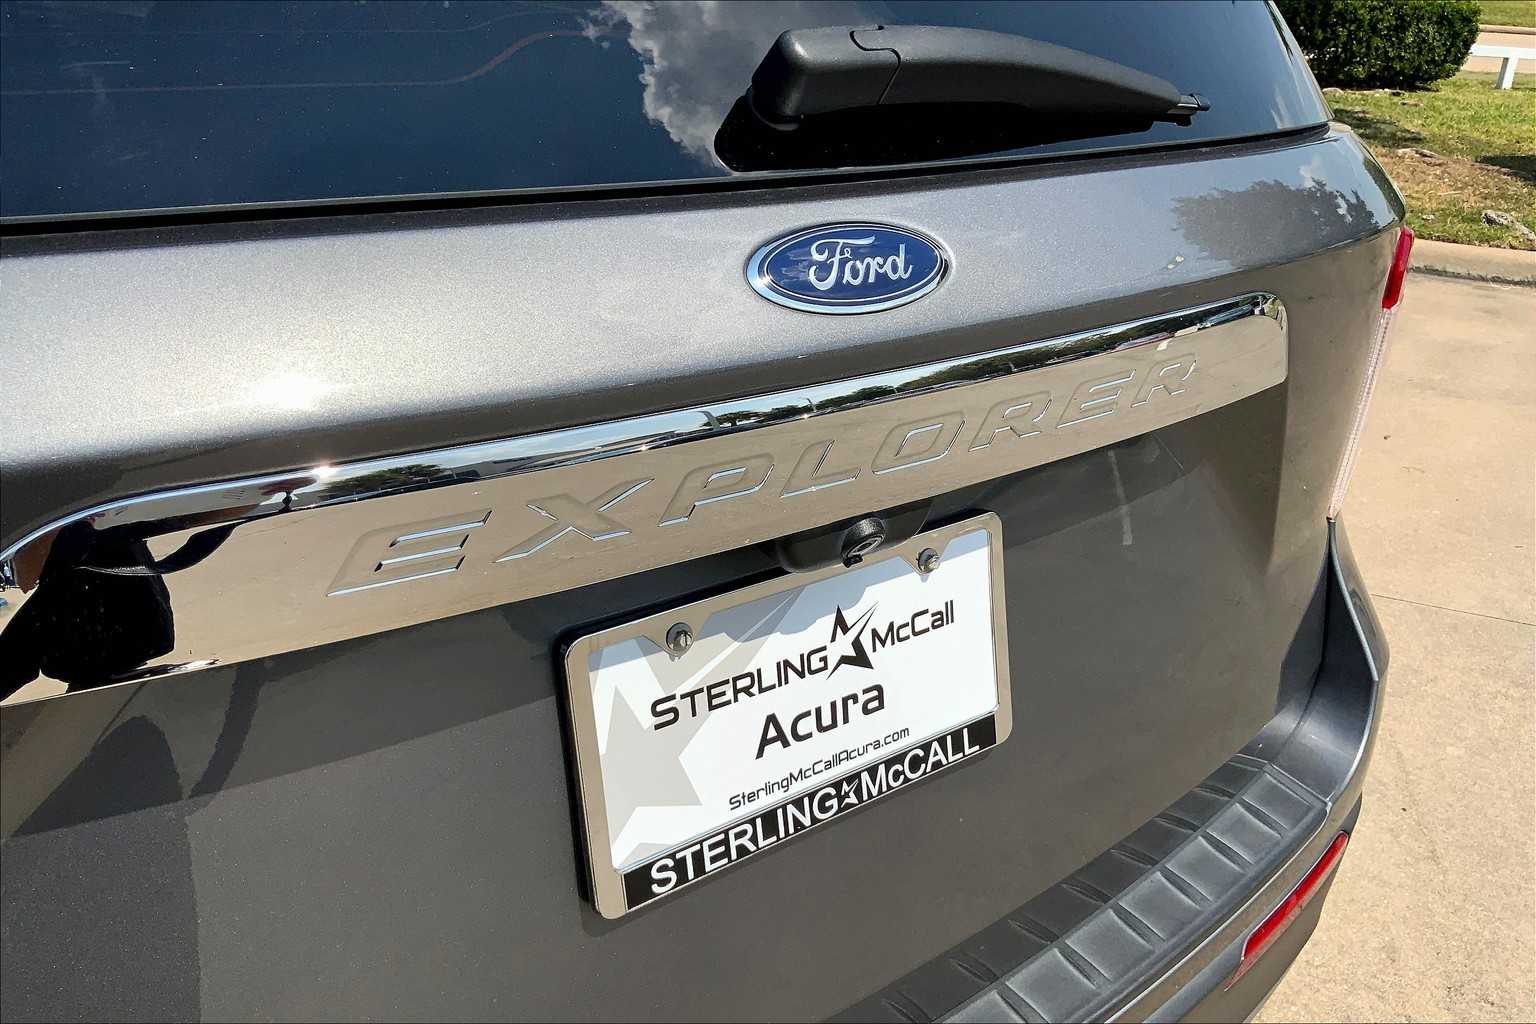 Ford
EXPLORER
STERLING McCall
Acura
SterlingMcCallAcura.com
STERLING McCALL